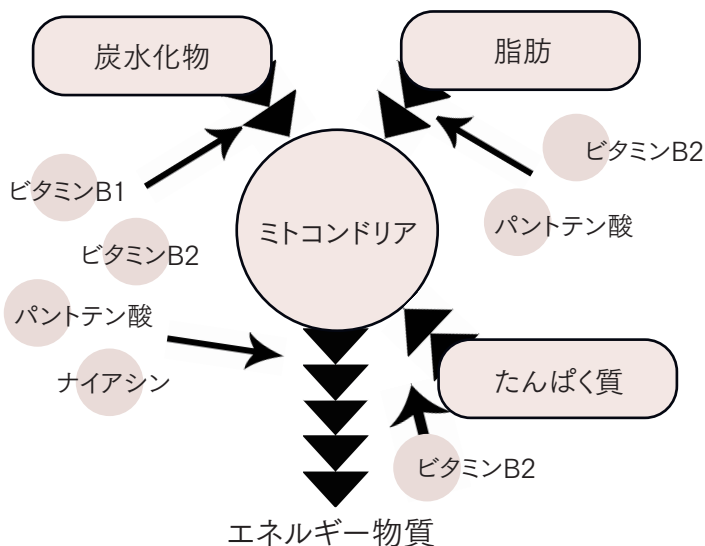 炭水化物
脂肪
ビタミンB1
ビタミンB2
パントテン酸
ナイアシン
ミトコンドリア
ビタミンB2
パントテン酸
たんぱく質
ビタミンB2
エネルギー物質